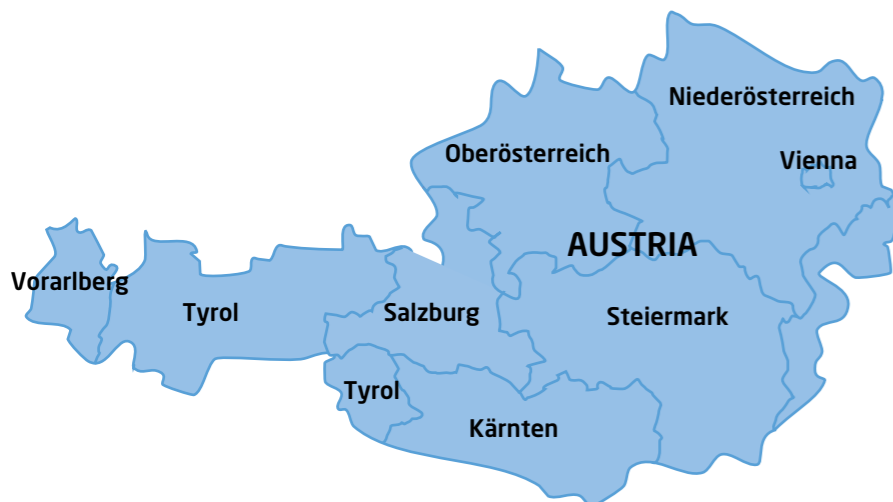 Niederösterreich
Oberösterreich
Vienna
AUSTRIA
Vorarlberg
Tyrol
Salzburg
Steiermark
Tyrol
Kärnten